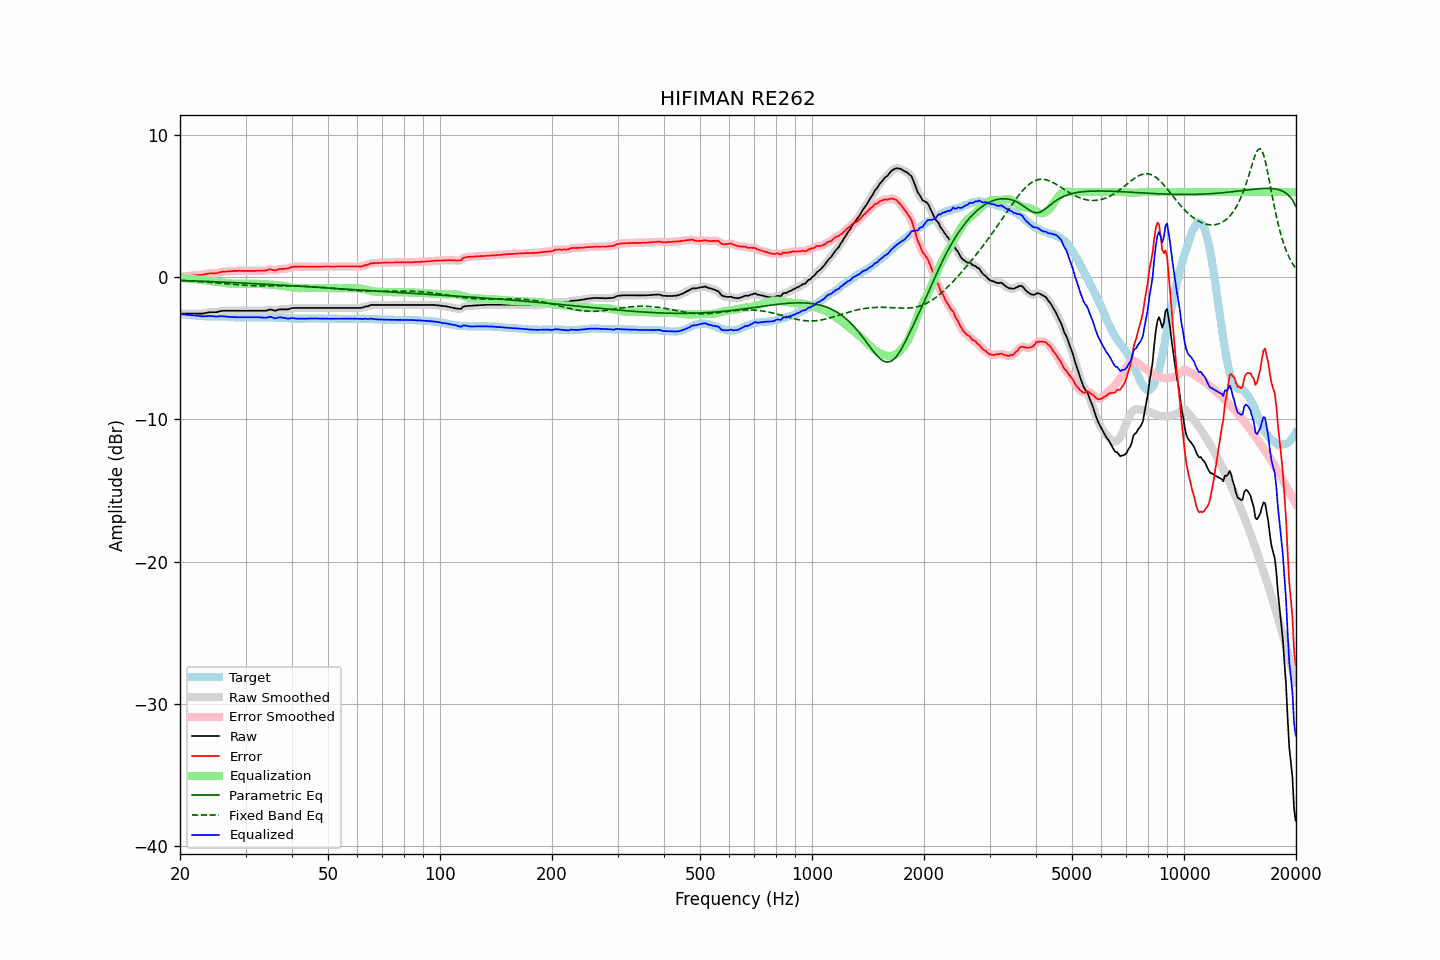 HIFIMAN RE262
10
0
−10
−20
−30
−40
Amplitude (dBr)
Target
Raw Smoothed
Error Smoothed
Raw
Error
Equalization
Parametric Eq
Fixed Band Eq
Equalized
20
50
100
200
500
1000
2000
5000
10000
20000
Frequency (Hz)